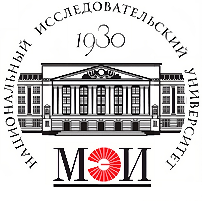 НАЦИОНАЛЬНЫЙ ИССЛЕДОВАТЕЛЬСКИЙ УНИВЕРСИТЕТ
1930
МЭИ